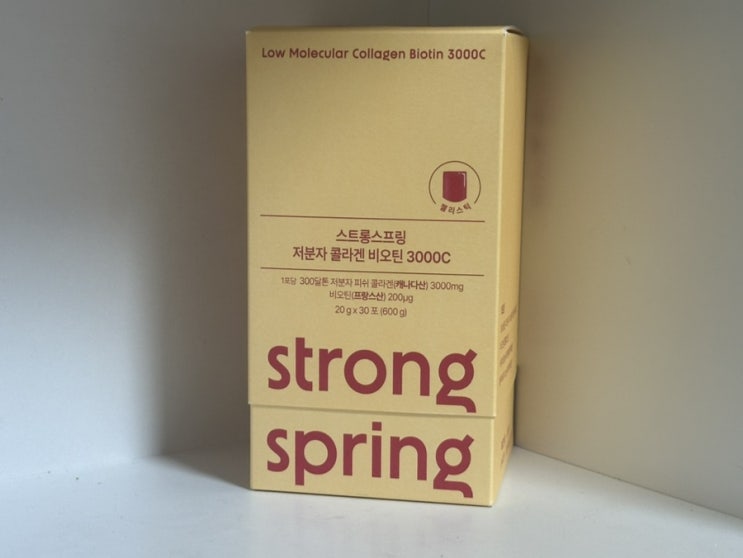 Low Molecular Collagen Biotin 3000C
젤리스틱
스트롱스프링
저분자 콜라겐 비오틴 3000C
1포당 300달톤 저분자 피쉬 콜라겐(캐나다산) 3000mg
비오틴(프랑스산) 200μg
20 g x 30 포 (600 g)
strong
spring